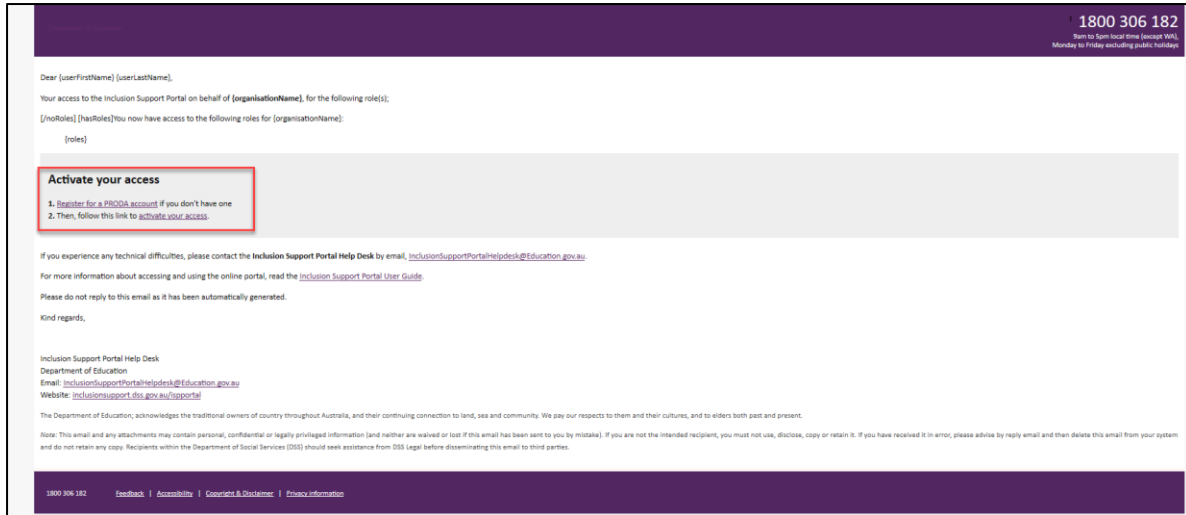 1800 306 182
9am to 5pm local time (except WA),
Monday to Friday excluding public holidays
Dear {userFirstName} {userLastName},
Your access to the Inclusion Support Portal on behalf of {organisationName}, for the following role(s);
[/noRoles] [hasRoles]You now have access to the following roles for {organisationName}:
{roles}
Activate your access
1. Register for a PRODA account if you don't have one
2. Then, follow this link to activate your access.
If you experience any technical difficulties, please contact the Inclusion Support Portal Help Desk by email, InclusionSupportPortalHelpdesk@Education.gov.au.
For more information about accessing and using the online portal, read the Inclusion Support Portal User Guide.
Please do not reply to this email as it has been automatically generated.
Kind regards,
Inclusion Support Portal Help Desk
Department of Education
Email: InclusionSupportPortalHelpdesk@Education.gov.au
Website: inclusionsupport.dss.gov.au/ispportal
The Department of Education; acknowledges the traditional owners of country throughout Australia, and their continuing connection to land, sea and community. We pay our respects to them and their cultures, and to elders both past and present.
Note: This email and any attachments may contain personal, confidential or legally privileged information (and neither are waived or lost if this email has been sent to you by mistake). If you are not the intended recipient, you must not use, disclose, copy or retain it. If you have received it in error, please advise by reply email and then delete this email from your system
and do not retain any copy. Recipients within the Department of Social Services (DSS) should seek assistance from DSS Legal before disseminating this email to third parties.
1800 306 182 Feedback | Accessibility | Copyright & Disclaimer | Privacy information